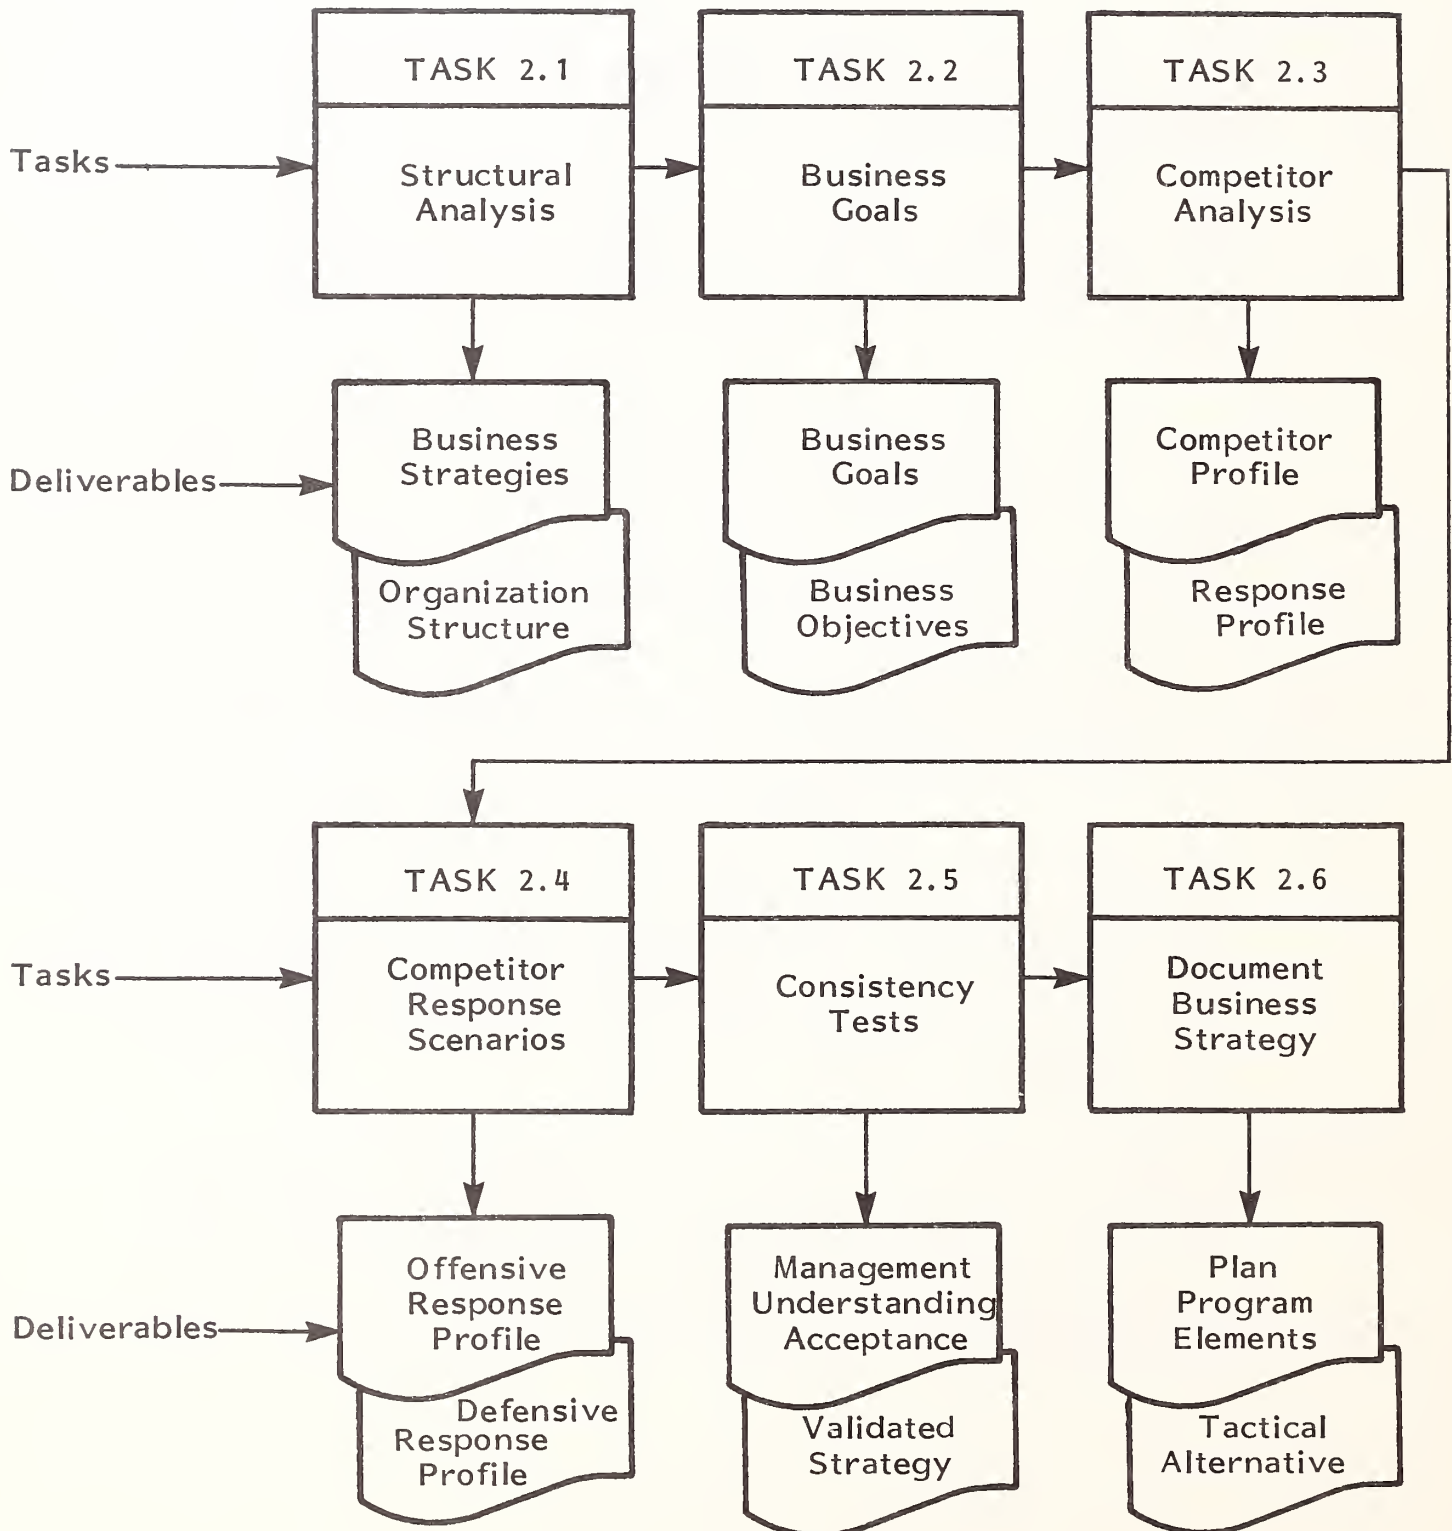 TASK 2.1
TASK 2.2
TASK 2.3
Tasks
Structural
Analysis
Business
Goals
Competitor
Analysis
Deliverables
Business
Strategies
Organization
Structure
Business
Goals
Business
Objectives
Competitor
Profile
Response
Profile
TASK 2.4
TASK 2.5
TASK 2.6
Tasks
Competitor
Response
Scenarios
Consistency
Tests
Document
Business
Strategy
Deliverables
Offensive
Response
Profile
Defensive
Response
Profile
Management
Understanding
Acceptance
Validated
Strategy
Plan
Program
Elements
Tactical
Alternative